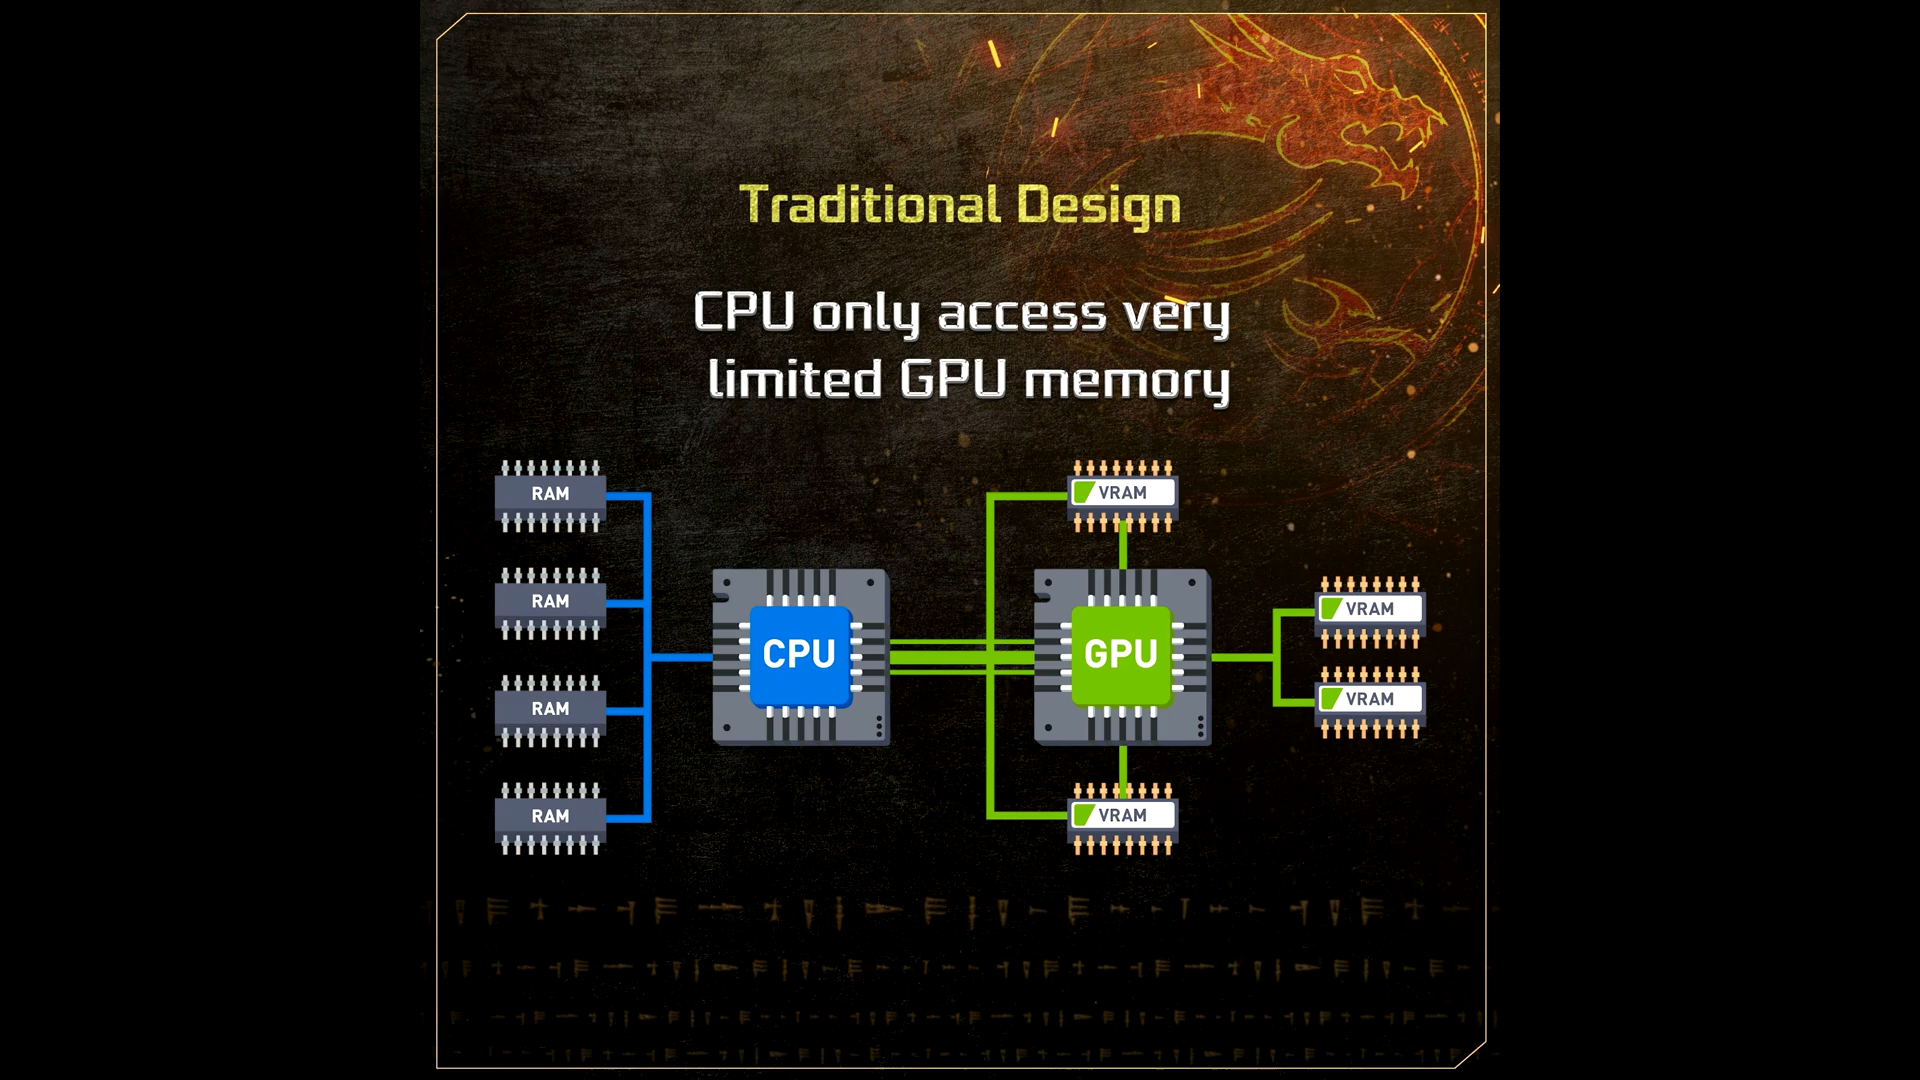 Traditional Design
CPU only access very
limited GPU memory
RAM
RAM
RAM
RAM
CPU
GPU
VRAM
VRAM
VRAM
VRAM